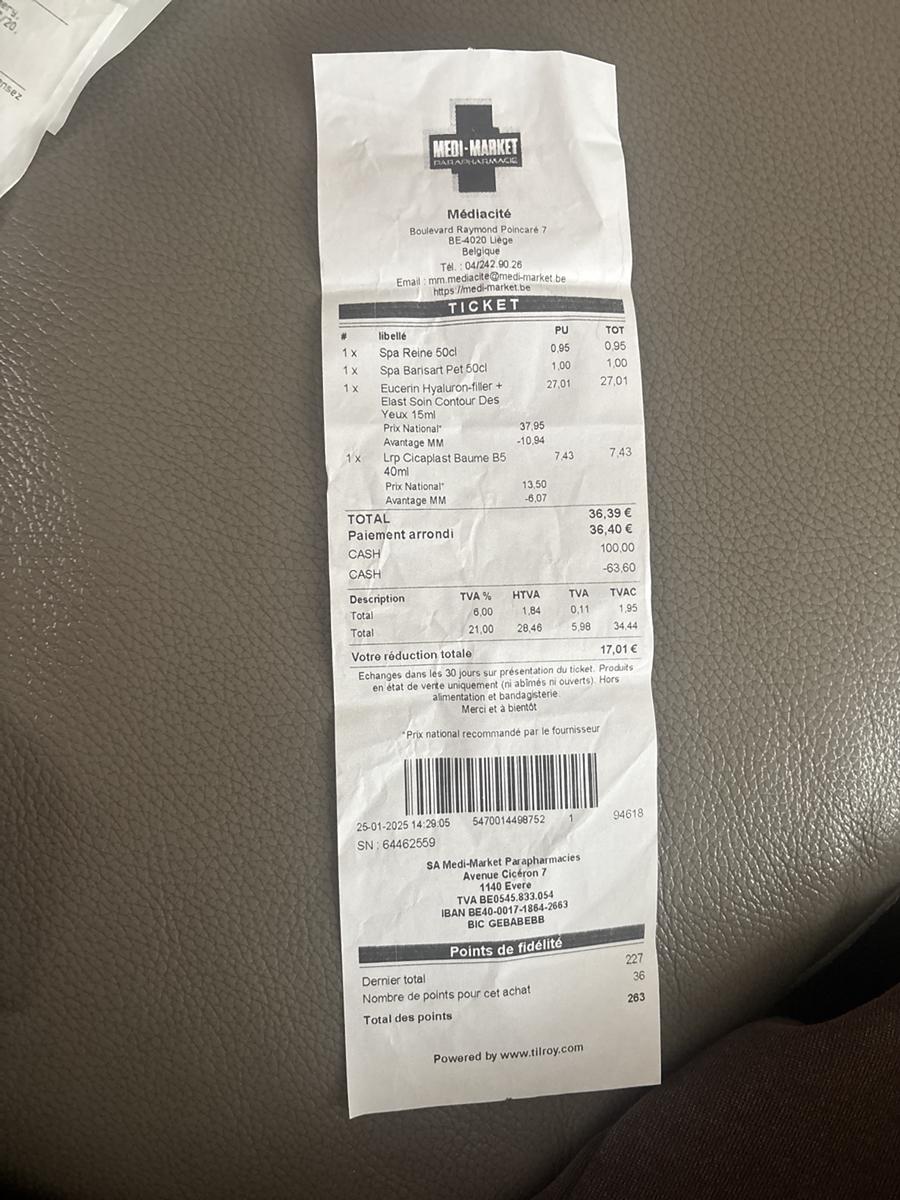 MEDI-MARKET
PARAPHARMACIE
Médiacité
Boulevard Raymond Poincaré 7
BE-4020 Liège
Belgique
Tél. : 04/242.90.26
Email : mm.mediacite@medi-market.be
https://medi-market.be
TICKET
# libellé PU TOT
1 x Spa Reine 50cl 0,95 0,95
1 x Spa Barisart Pet 50cl 1,00 1,00
1 x Eucerin Hyaluron-filler + 27,01 27,01
Elast Soin Contour Des
Yeux 15ml
Prix National* 37,95
Avantage MM -10,94
1 x Lrp Cicaplast Baume B5 7,43 7,43
40ml
Prix National* 13,50
Avantage MM -6,07
TOTAL 36,39 €
Paiement arrondi 36,40 €
CASH 100,00
CASH -63,60
Description TVA % HTVA TVA TVAC
Total 6,00 1,84 0,11 1,95
Total 21,00 28,46 5,98 34,44
Votre réduction totale 17,01 €
Echanges dans les 30 jours sur présentation du ticket. Produits
en état de vente uniquement (ni abîmés ni ouverts). Hors
alimentation et bandagisterie.
Merci et à bientôt
*Prix national recommandé par le fournisseur
25-01-2025 14:29:05 5470014498752 1 94618
SN : 64462559
SA Medi-Market Parapharmacies
Avenue Cicéron 7
1140 Evere
TVA BE0545.833.054
IBAN BE40-0017-1864-2663
BIC GEBABEBB
Points de fidélité
Dernier total 227
Nombre de points pour cet achat 36
Total des points 263
Powered by www.tilroy.com